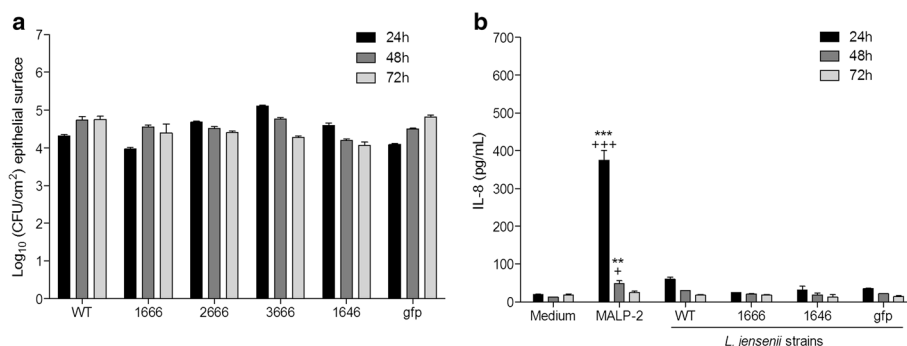 a
Log10 (CFU/cm2) epithelial surface
7
6
5
4
3
2
1
0
24h
48h
72h
WT 1666 2666 3666 1646 gfp
b
IL-8 (pg/mL)
700
600
500
400
300
200
100
0
24h
48h
72h
***
+++
**
+
Medium MALP-2 WT 1666 1646 gfp
L. jensenii strains